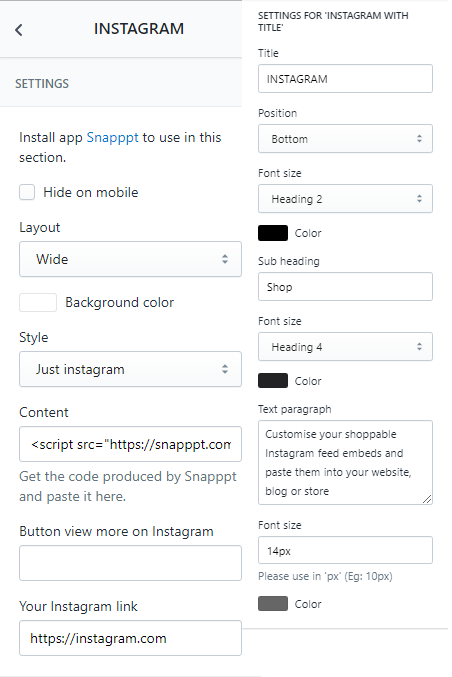 INSTAGRAM
SETTINGS
Install app Snapppt to use in this
section.
Hide on mobile
Layout
Wide
Background color
Style
Just instagram
Content
<script src="https://snapppt.com
Get the code produced by Snapppt
and paste it here.
Button view more on Instagram
Your Instagram link
https://instagram.com
SETTINGS FOR 'INSTAGRAM WITH
TITLE'
Title
INSTAGRAM
Position
Bottom
Font size
Heading 2
Color
Sub heading
Shop
Font size
Heading 4
Color
Text paragraph
Customise your shoppable
Instagram feed embeds and
paste them into your website,
blog or store
Font size
14px
Please use in 'px' (Eg: 10px)
Color